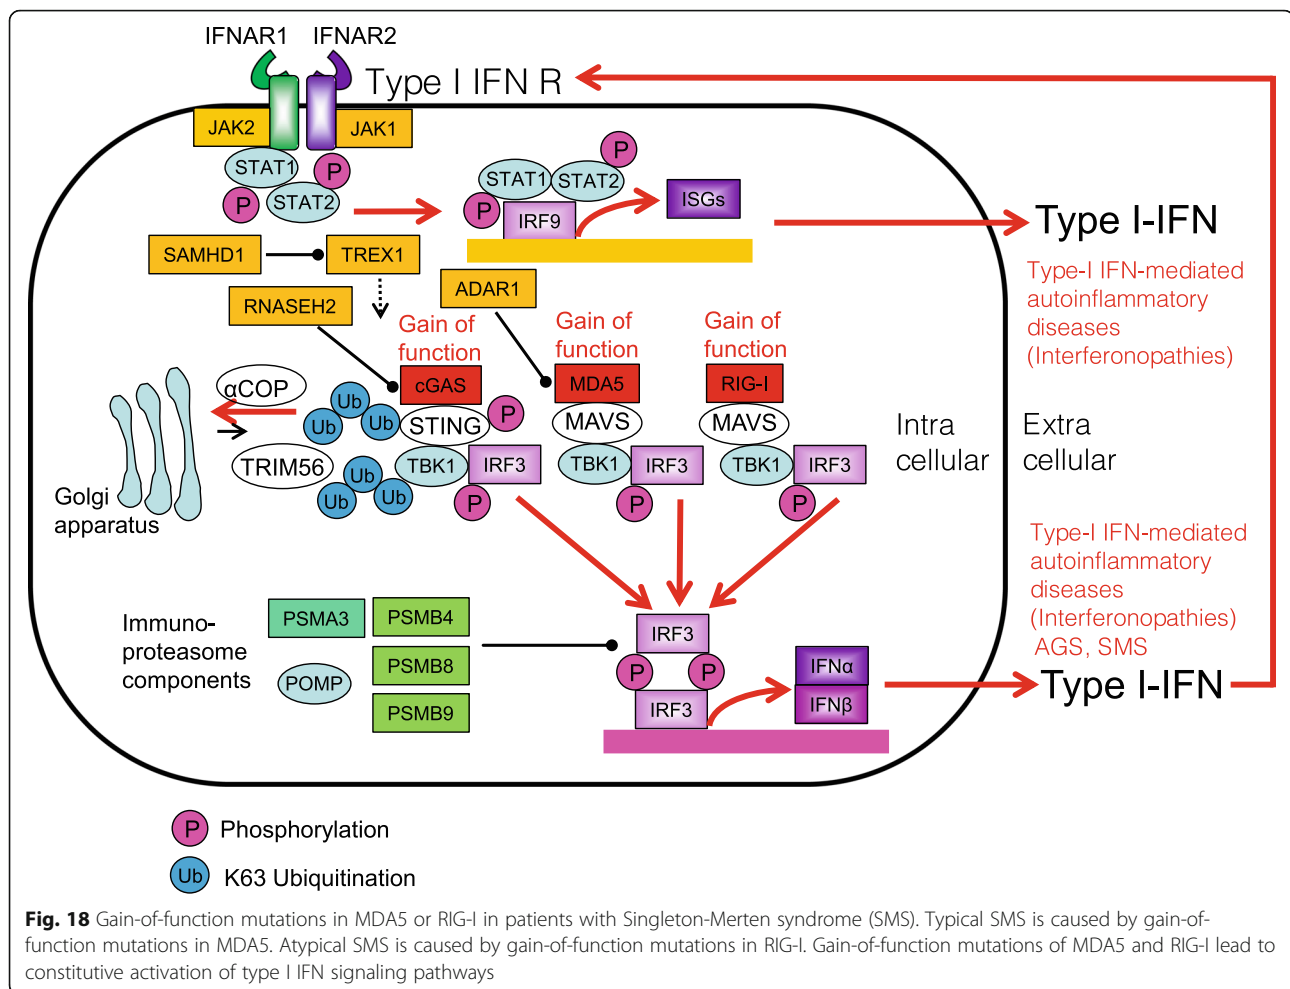 IFNAR1 IFNAR2
Type I IFN R
JAK2 JAK1
STAT1
P
P
STAT2
P
STAT1 STAT2
P
IRF9
ISGs
Type I-IFN
SAMHD1 TREX1
Type-I IFN-mediated
autoinflammatory
diseases
(Interferonopathies)
RNASEH2
ADAR1
Gain of
function
Gain of
function
Gain of
function
cGAS MDA5 RIG-I
αCOP
Ub
Ub Ub
Ub
STING
P
MAVS
MAVS
Intra
cellular
Extra
cellular
TRIM56
Ub
Ub Ub
Ub
TBK1 IRF3
P
TBK1 IRF3
P
TBK1 IRF3
P
Golgi
apparatus
Type-I IFN-mediated
autoinflammatory
diseases
(Interferonopathies)
AGS, SMS
Type I-IFN
Immuno-
proteasome
components
PSMA3 PSMB4
POMP
PSMB8
PSMB9
IRF3
P P
IRF3
IFNα
IFNβ
P Phosphorylation
Ub K63 Ubiquitination
Fig. 18 Gain-of-function mutations in MDA5 or RIG-I in patients with Singleton-Merten syndrome (SMS). Typical SMS is caused by gain-of-
function mutations in MDA5. Atypical SMS is caused by gain-of-function mutations in RIG-I. Gain-of-function mutations of MDA5 and RIG-I lead to
constitutive activation of type I IFN signaling pathways